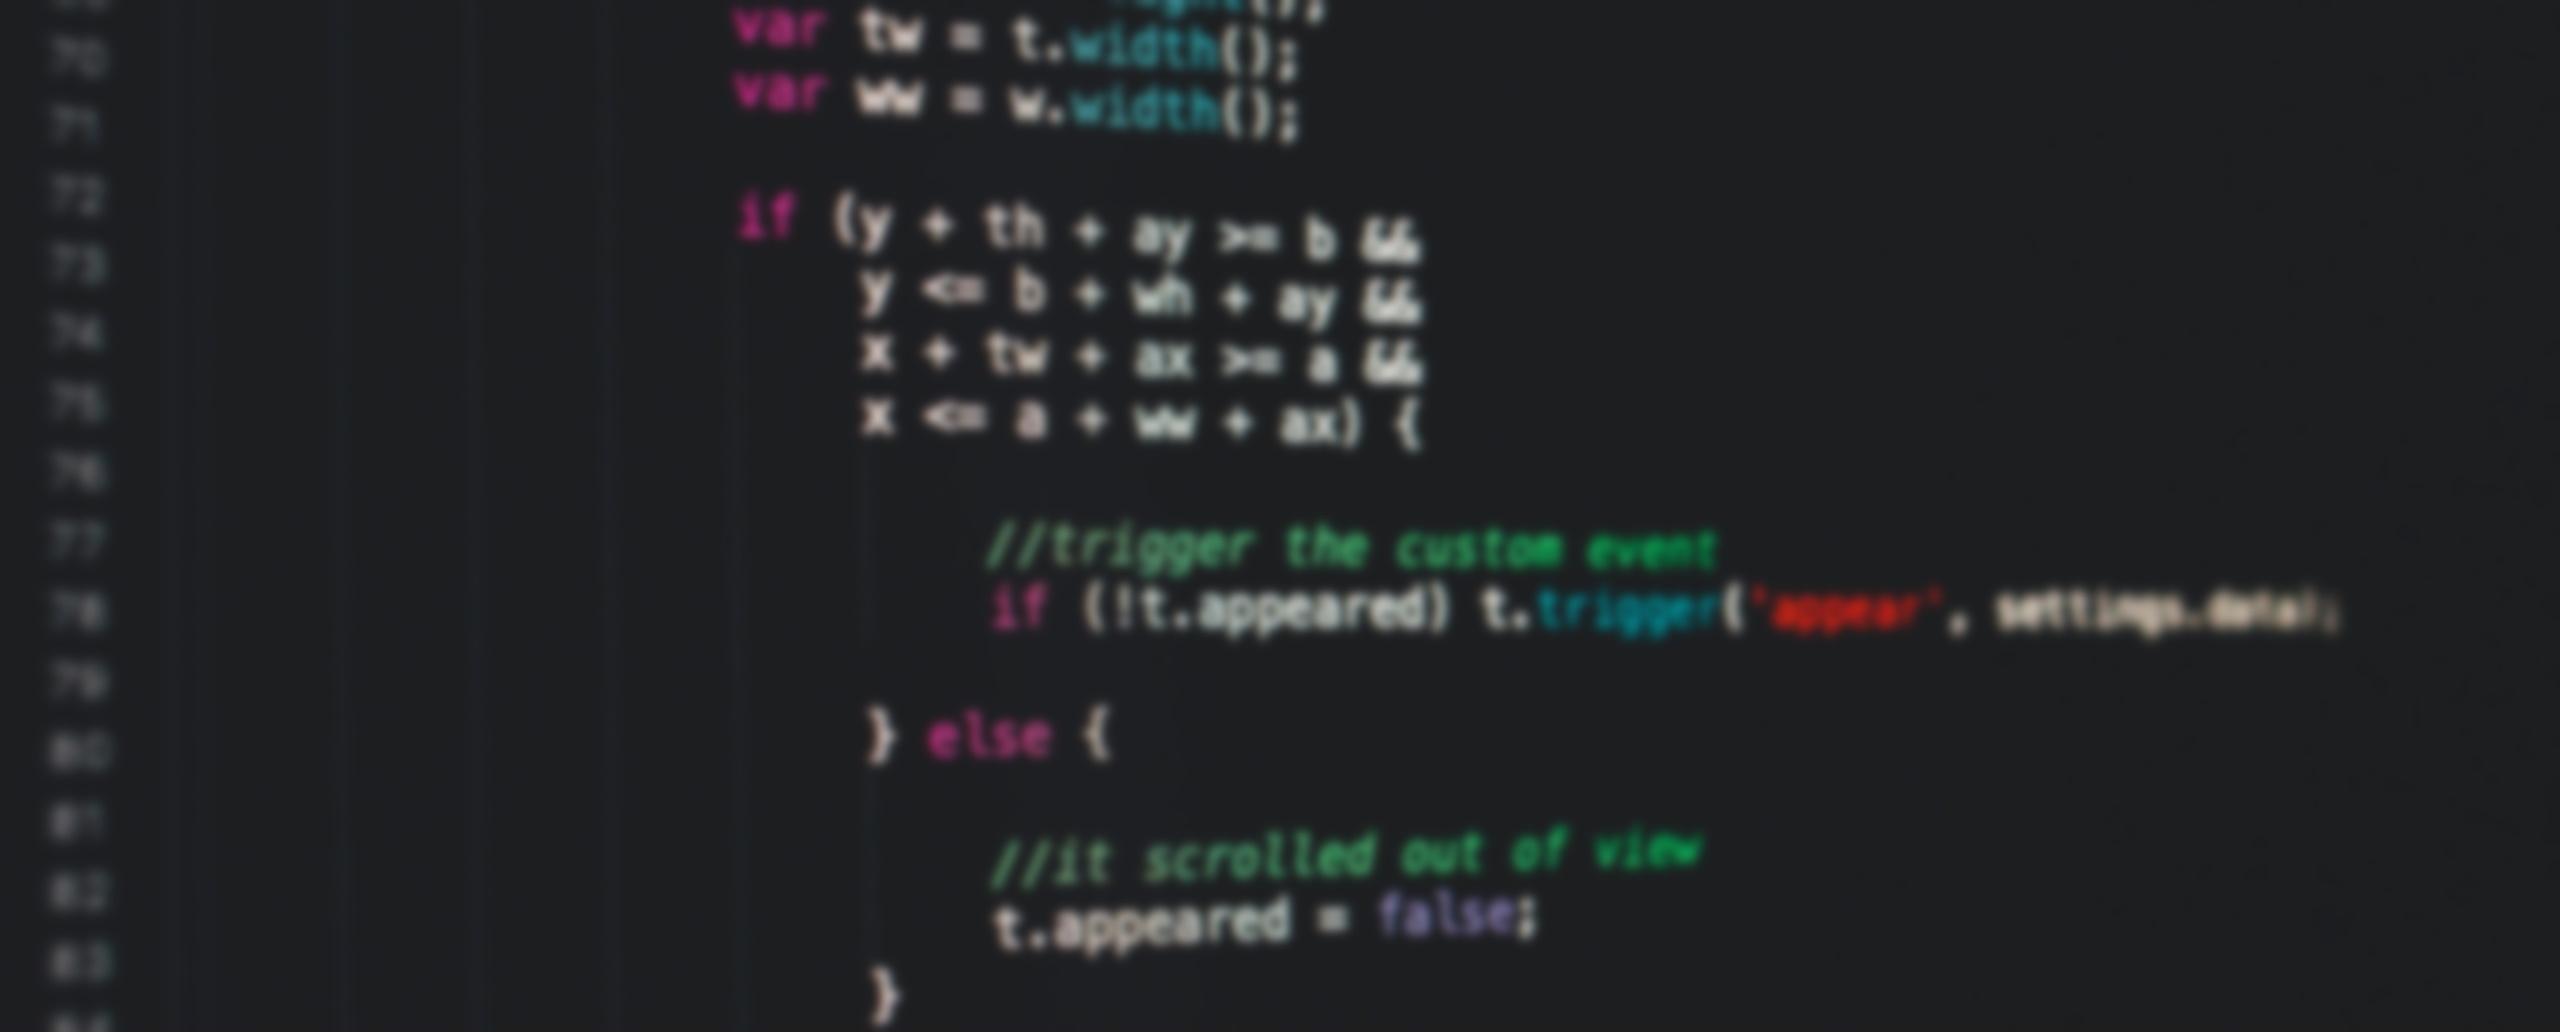 70
var tw = t.width();
71
var ww = w.width();
72
if (y + th + ay >= b &&
73
y <= b + wh + ay &&
74
x + tw + ax >= a &&
75
x <= a + ww + ax) {
76
77
//trigger the custom event
78
if (!t.appeared) t.trigger('appear', settings.data);
79
80
} else {
81
82
//it scrolled out of view
t.appeared = false;
83
}